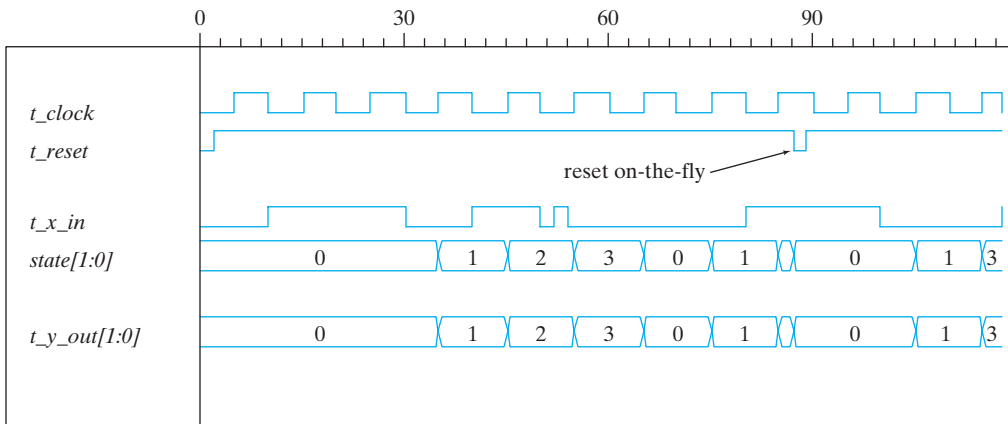 0 30 60 90
t_clock
t_reset
reset on-the-fly
t_x_in
state[1:0] 0 1 2 3 0 1 0 1 3
t_y_out[1:0] 0 1 2 3 0 1 0 1 3